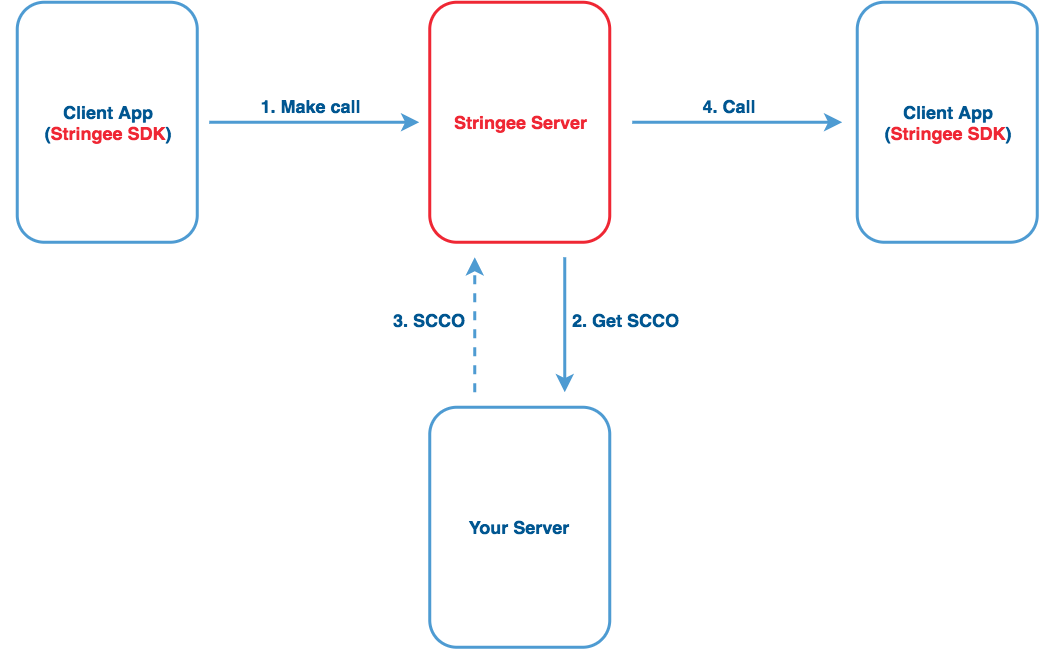 Client App
(Stringee SDK)
1. Make call
Stringee Server
4. Call
Client App
(Stringee SDK)
3. SCCO
2. Get SCCO
Your Server